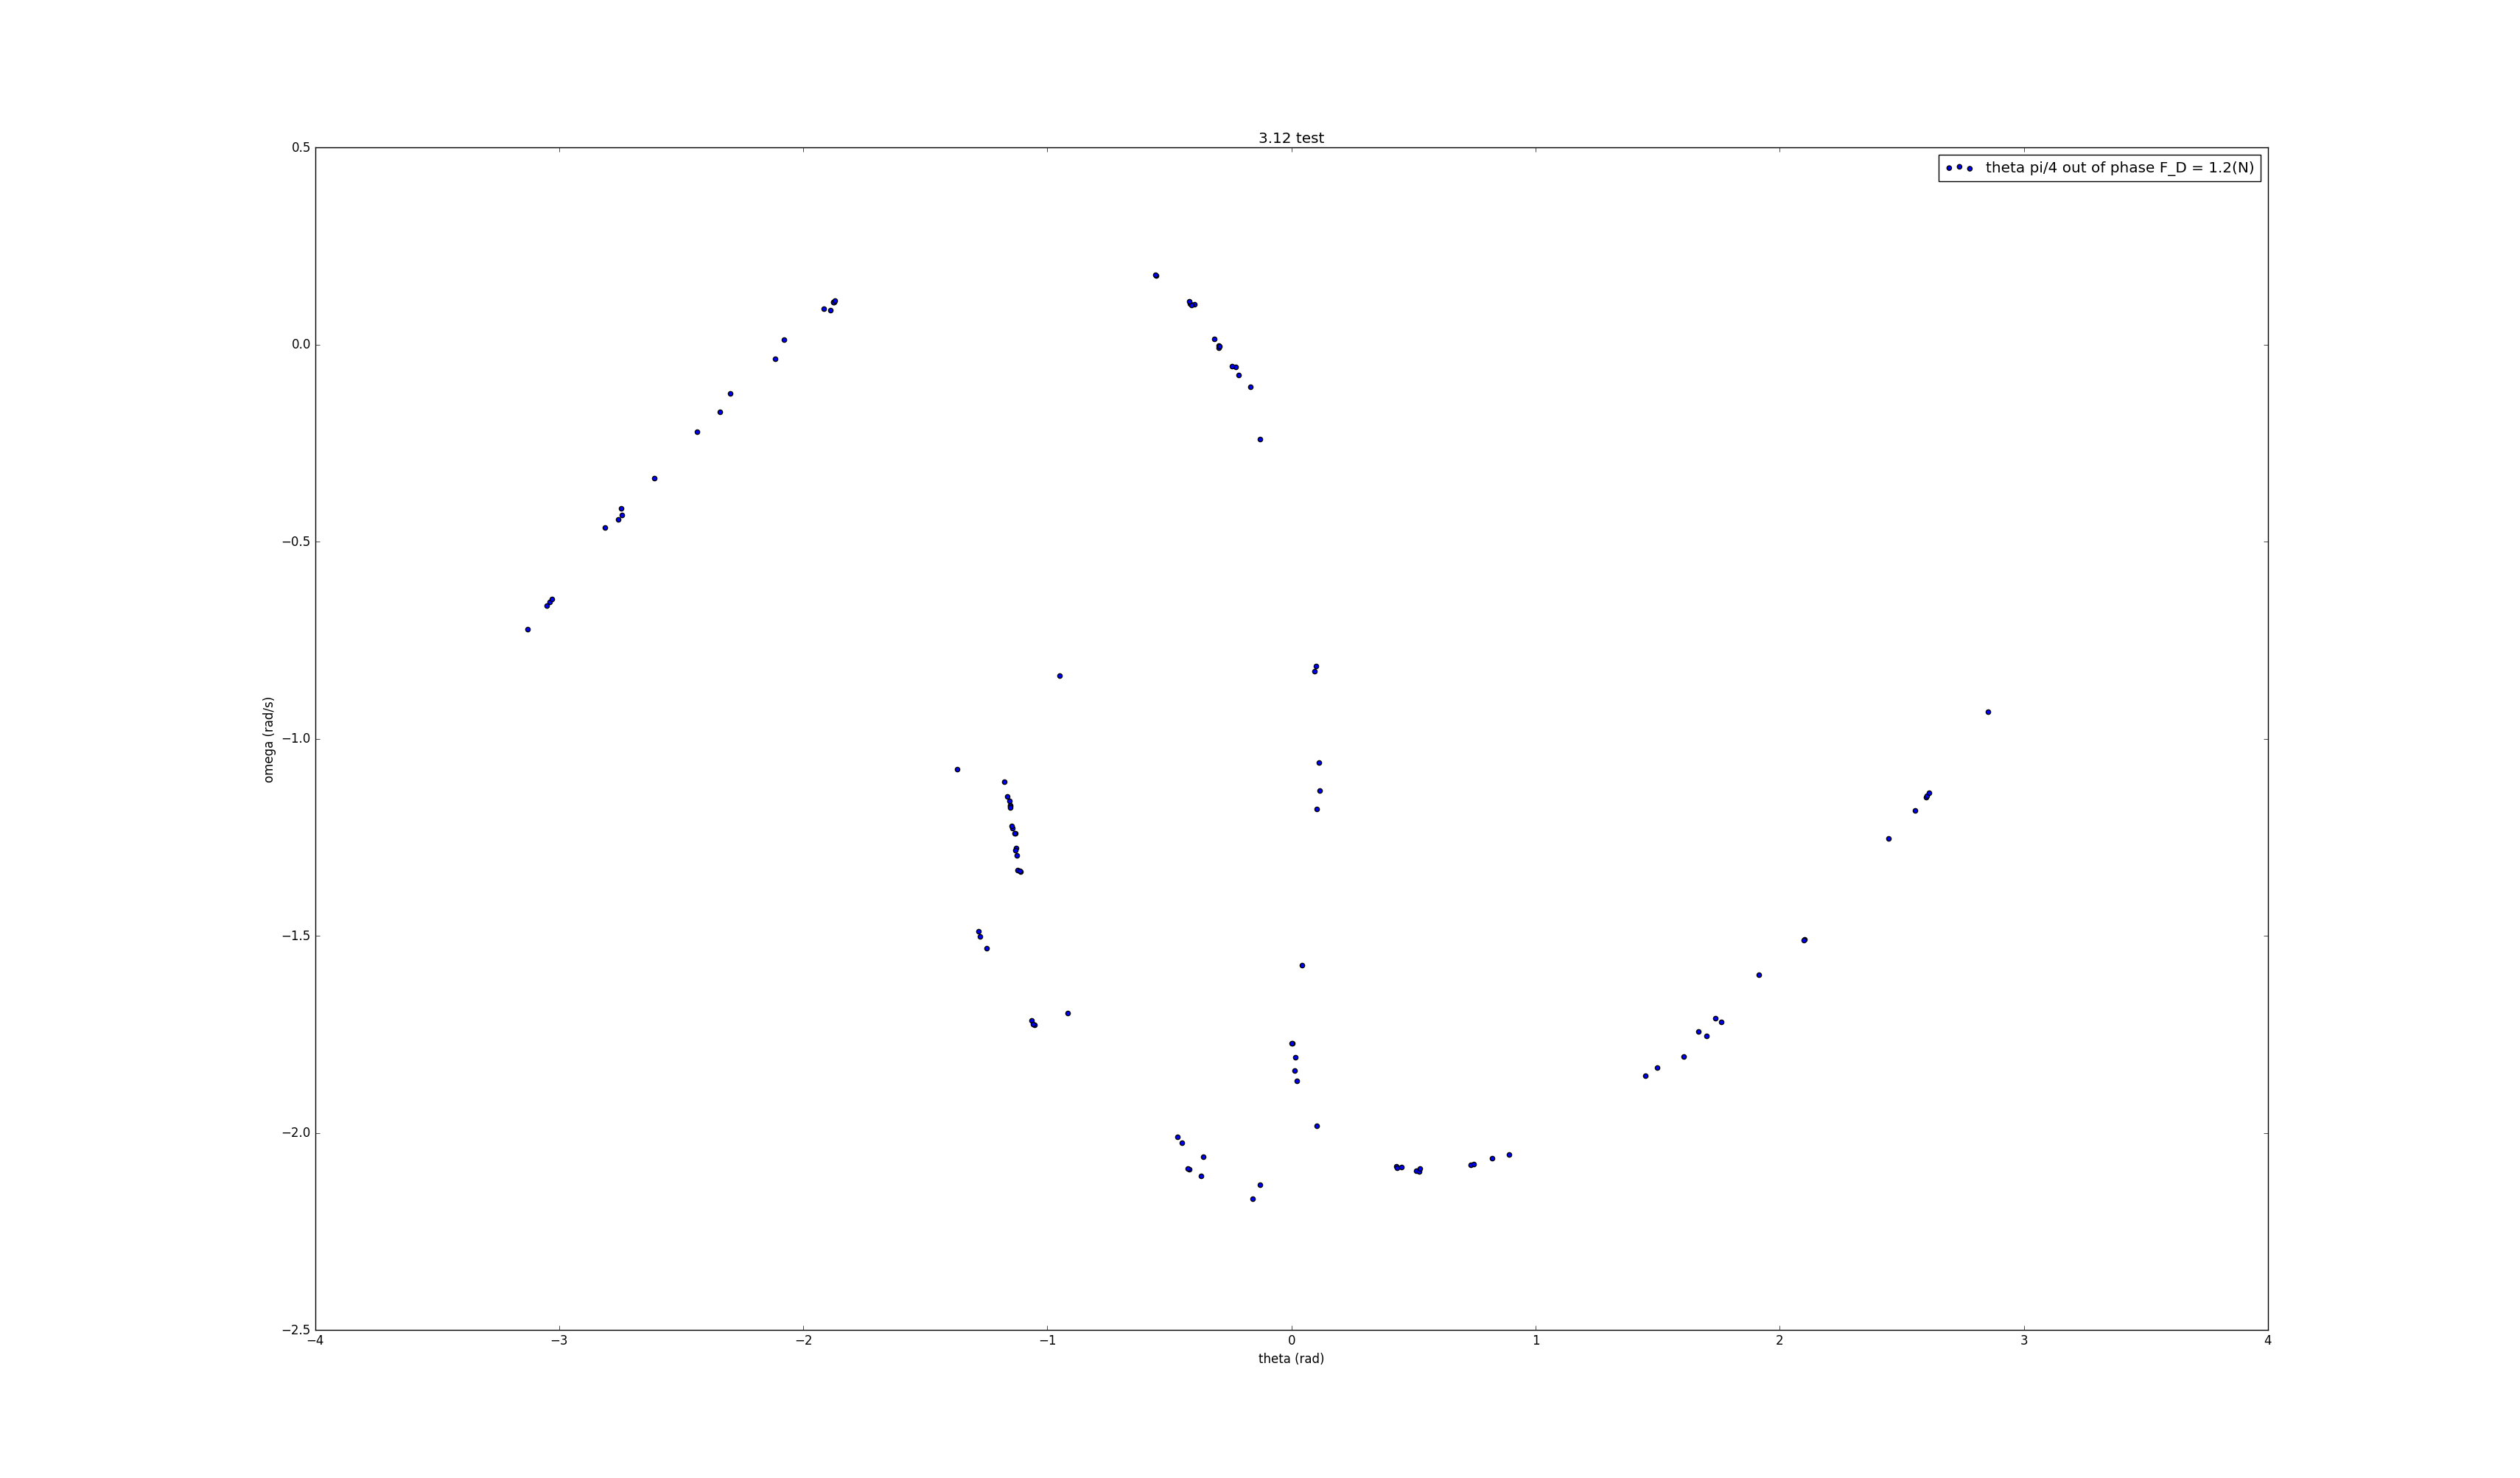 3.12 test
theta pi/4 out of phase F_D = 1.2(N)
0.5
0.0
−0.5
−1.0
−1.5
−2.0
−2.5
omega (rad/s)
−4 −3 −2 −1 0 1 2 3 4
theta (rad)